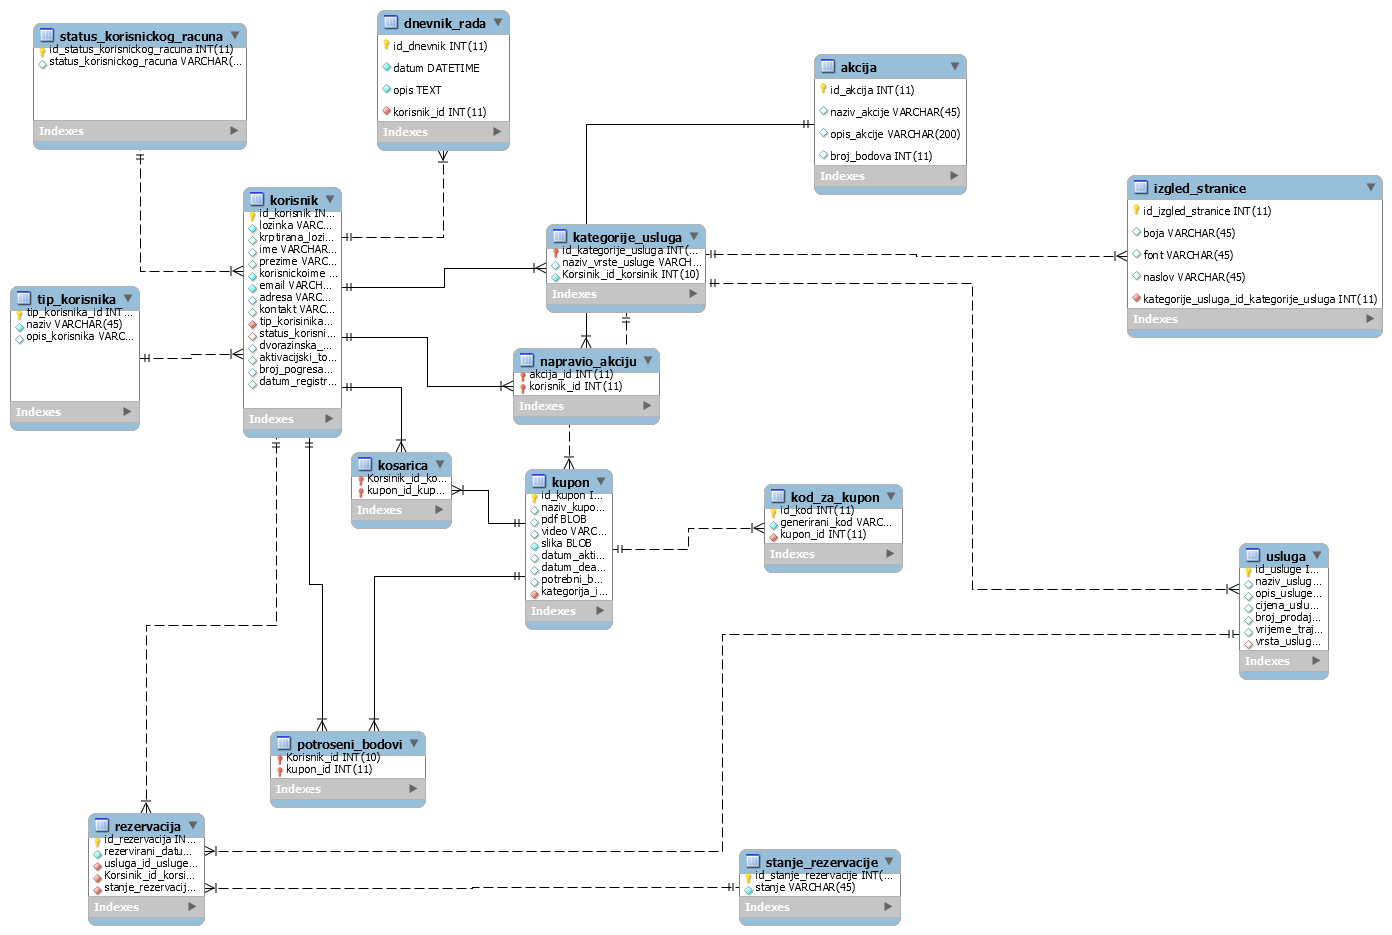 status_korisnickog_racuna
id_status_korisnickog_racuna INT(11)
status_korisnickog_racuna VARCHAR(...
Indexes
dnevnik_rada
id_dnevnik INT(11)
datum DATETIME
opis TEXT
korisnik_id INT(11)
Indexes
akcija
id_akcija INT(11)
naziv_akcije VARCHAR(45)
opis_akcije VARCHAR(200)
broj_bodova INT(11)
Indexes
izgled_stranice
id_izgled_stranice INT(11)
boja VARCHAR(45)
font VARCHAR(45)
naslov VARCHAR(45)
kategorije_usluga_id_kategorije_usluga INT(11)
Indexes
korisnik
id_korisnik IN...
lozinka VARC...
krptirana_lozi...
ime VARCHAR...
prezime VARC...
korisnickoime ...
email VARCH...
adresa VARC...
kontakt VARC...
tip_korisinika...
status_korisni...
dvorazinska_...
aktivacijski_to...
broj_pogresa...
datum_registr...
Indexes
kategorije_usluga
id_kategorije_usluga INT(...
naziv_vrste_usluge VARCH...
Korsinik_id_korsinik INT(10)
Indexes
tip_korisnika
tip_korisnika_id INT...
naziv VARCHAR(45)
opis_korisnika VARC...
Indexes
napravio_akciju
akcija_id INT(11)
korisnik_id INT(11)
Indexes
kosarica
Korsinik_id_ko...
kupon_id_kup...
Indexes
kupon
id_kupon I...
naziv_kupo...
pdf BLOB
video VARC...
slika BLOB
datum_akti...
datum_dea...
potrebni_b...
kategorija_i...
Indexes
kod_za_kupon
id_kod INT(11)
generirani_kod VARC...
kupon_id INT(11)
Indexes
usluga
id_usluge I...
naziv_uslug...
opis_usluge...
cijena_uslu...
broj_prodaj...
vrijeme_traj...
vrsta_uslug...
Indexes
potroseni_bodovi
Korisnik_id INT(10)
kupon_id INT(11)
Indexes
rezervacija
id_rezervacija IN...
rezervirani_datu...
usluga_id_usluge...
Korsinik_id_korsi...
stanje_rezervacij...
Indexes
stanje_rezervacije
id_stanje_rezervacije INT(...
stanje VARCHAR(45)
Indexes